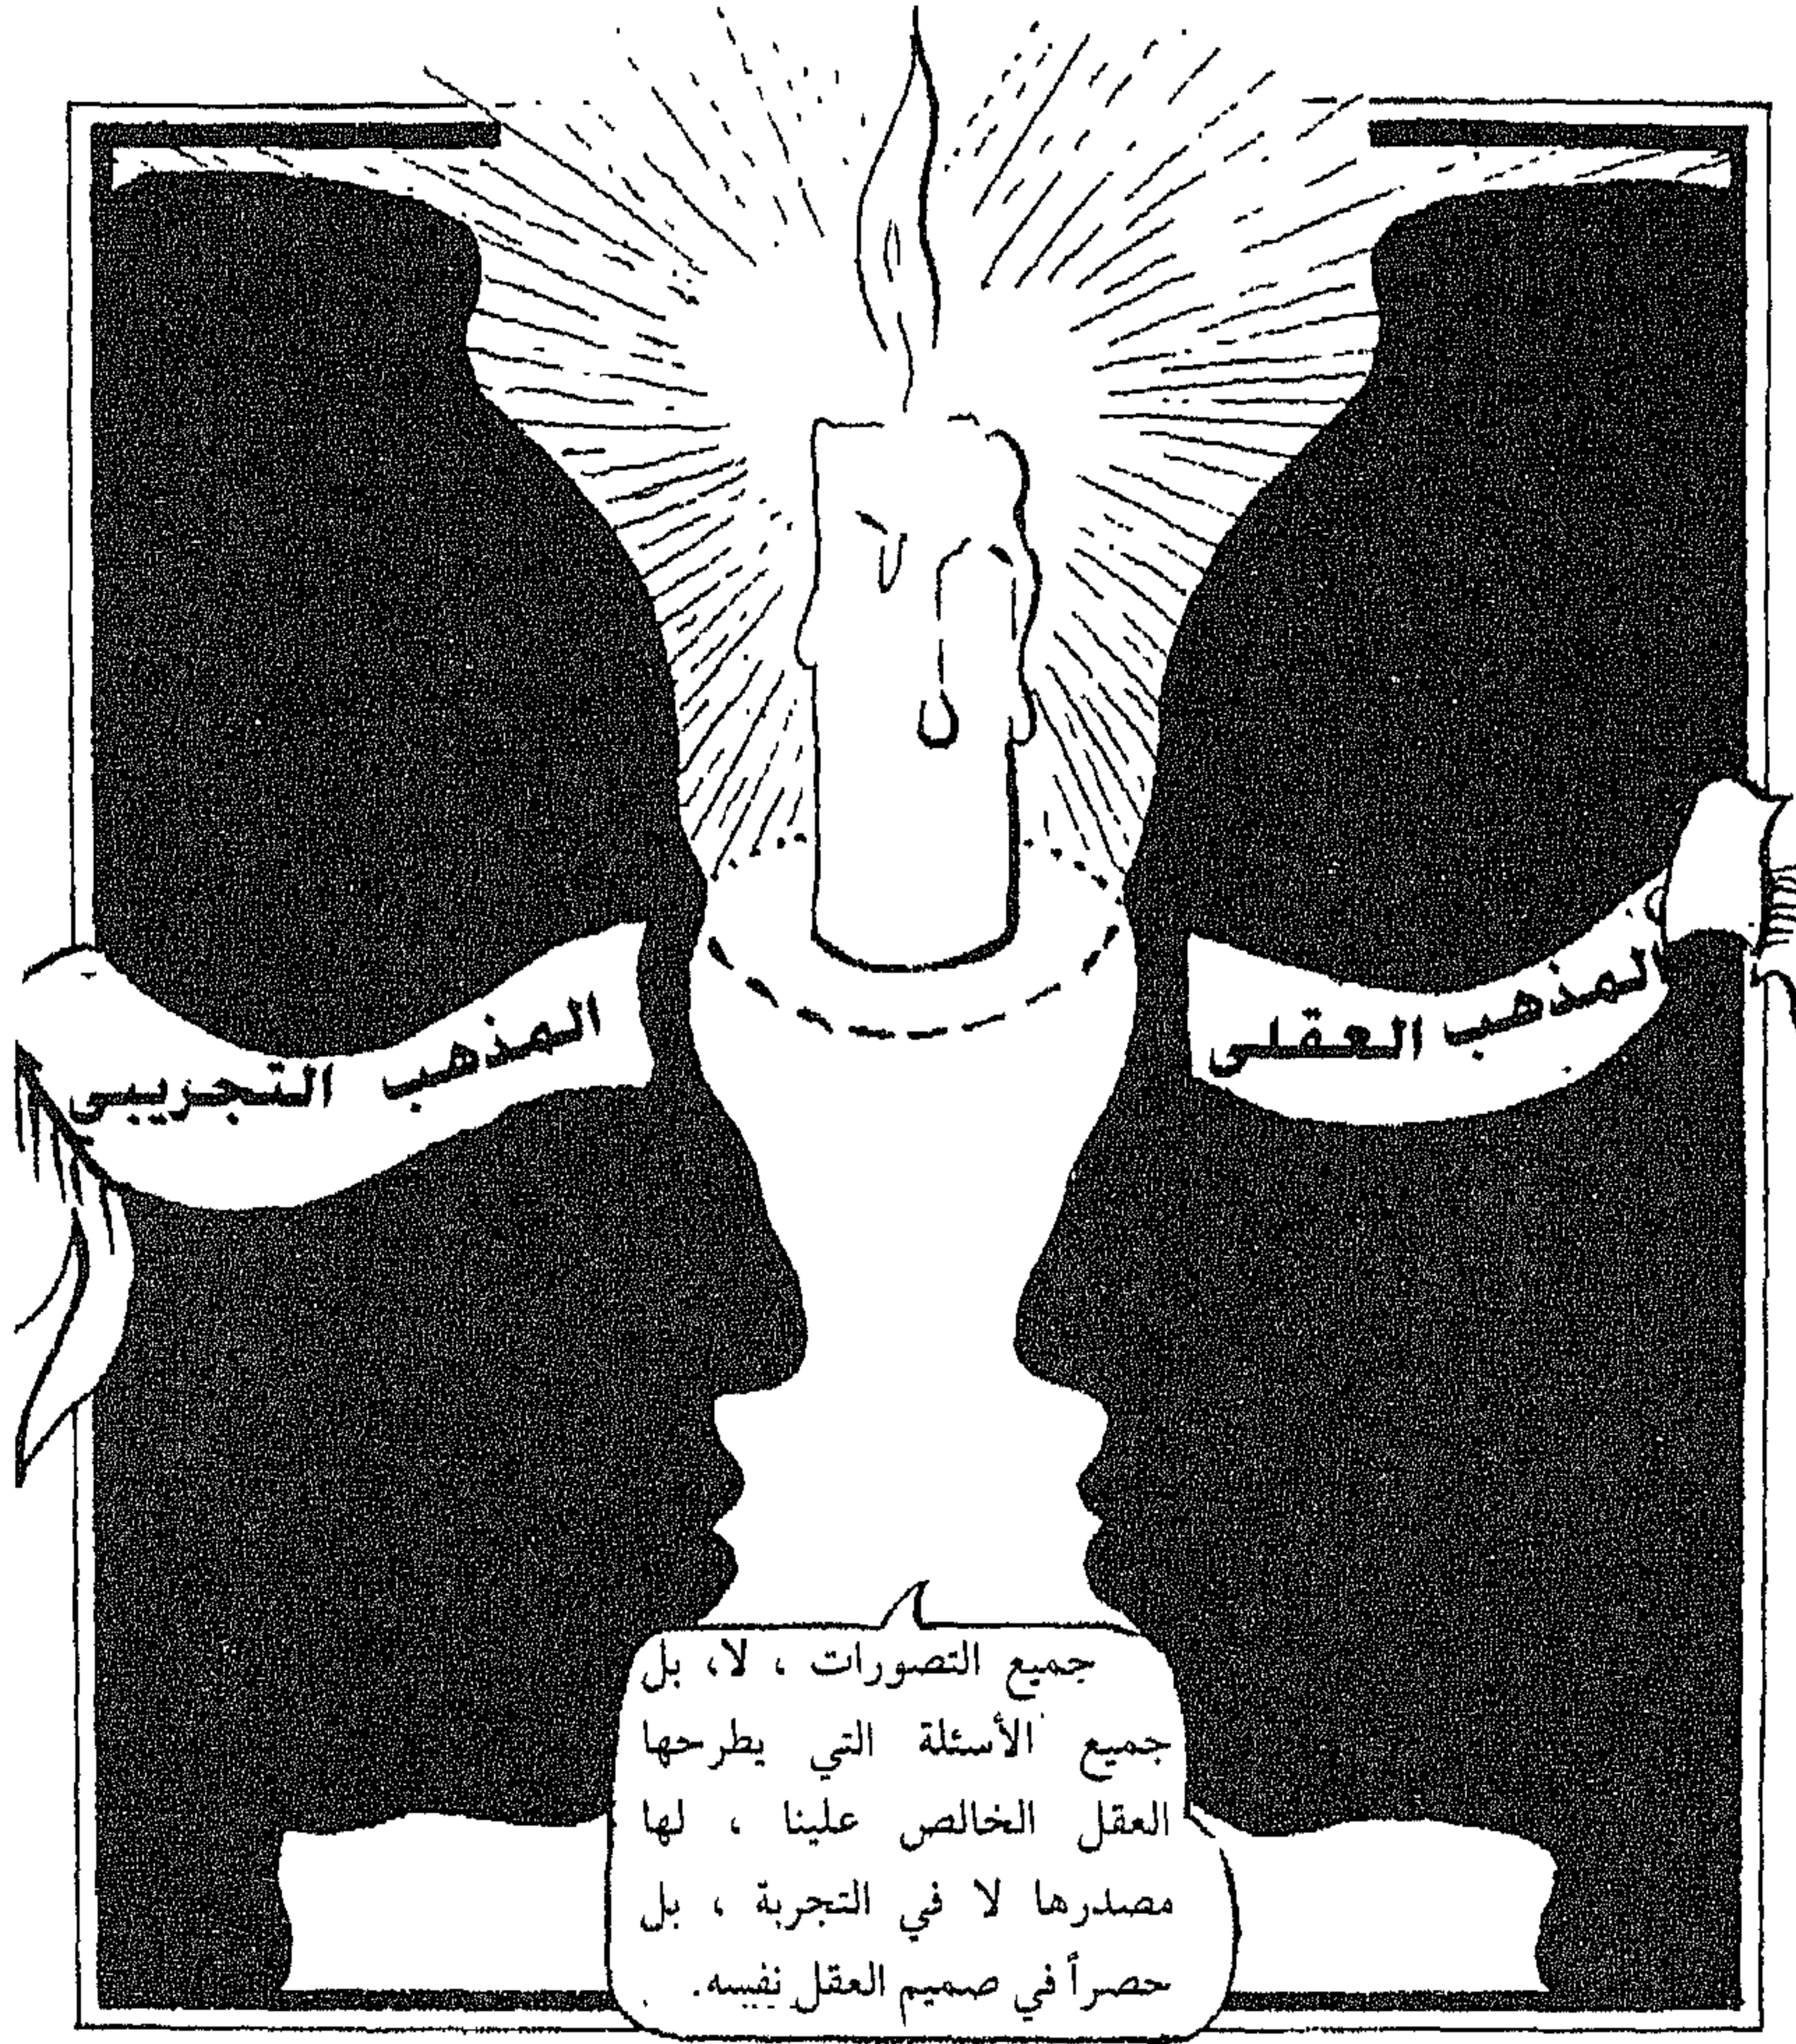 المذهب العقلى
المذهب التجريبى
جميع التصورات ، لا، بل
جميع الأسئلة التي يطرحها
العقل الخالص علينا ، لها
مصدرها لا في التجربة ، بل
حصراً في صميم العقل نفسه.